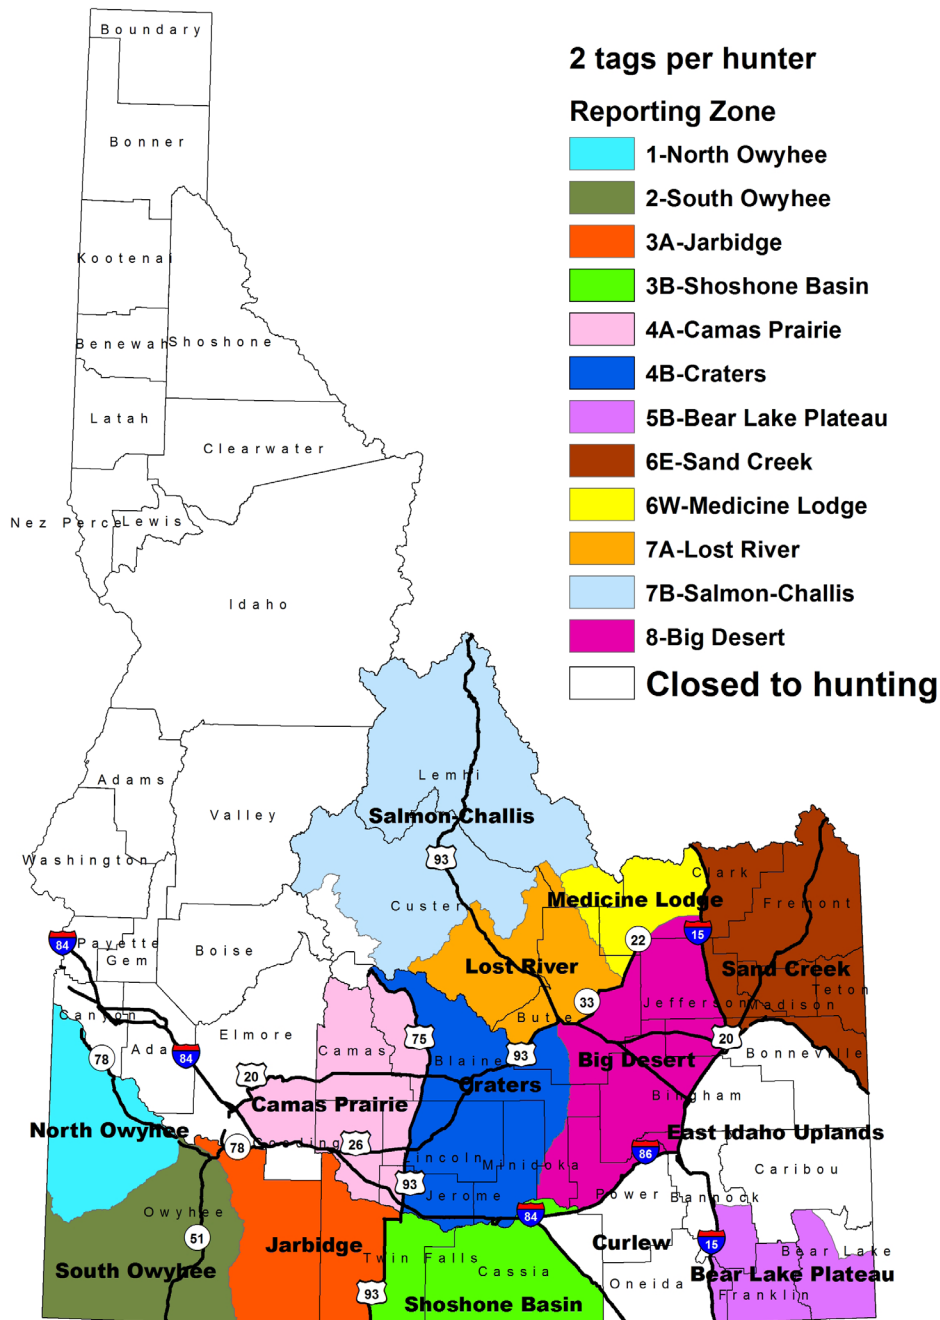 Boundary
2 tags per hunter
Reporting Zone
Bonner
1-North Owyhee
2-South Owyhee
3A-Jarbidge
Kootenai
3B-Shoshone Basin
4A-Camas Prairie
Benewah
Shoshone
4B-Craters
Latah
5B-Bear Lake Plateau
Clearwater
6E-Sand Creek
6W-Medicine Lodge
Nez Perce
Lewis
7A-Lost River
7B-Salmon-Challis
Idaho
8-Big Desert
Closed to hunting
Adams
Lemhi
Valley
Salmon-Challis
93
Washington
Clark
Medicine Lodge
Custer
Fremont
84
Payette
22
15
Boise
Gem
Lost River
Sand Creek
Teton
33
Jefferson
Madison
Canyon
Butte
Elmore
75
20
Ada
84
78
Camas
93
Bonneville
Blaine
Big Desert
20
Craters
Bingham
Camas Prairie
North Owyhee
East Idaho Uplands
78
Gooding
26
86
Lincoln
Minidoka
Caribou
93
Jerome
Power
Bannock
Owyhee
84
51
Curlew
15
Jarbidge
Bear Lake
Twin Falls
South Owyhee
Cassia
Bear Lake Plateau
Oneida
93
Franklin
Shoshone Basin